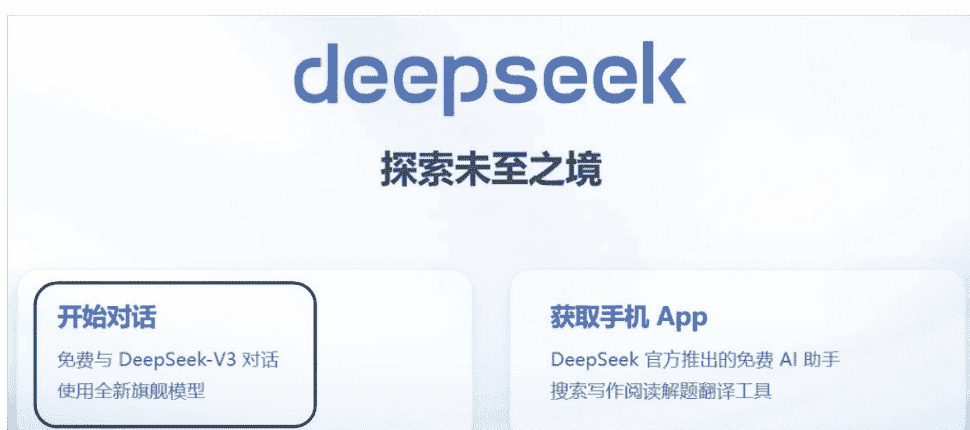 deepseek
探索未至之境
开始对话
免费与 DeepSeek-V3 对话
使用全新旗舰模型
获取手机 App
DeepSeek 官方推出的免费 AI 助手
搜索写作阅读解题翻译工具